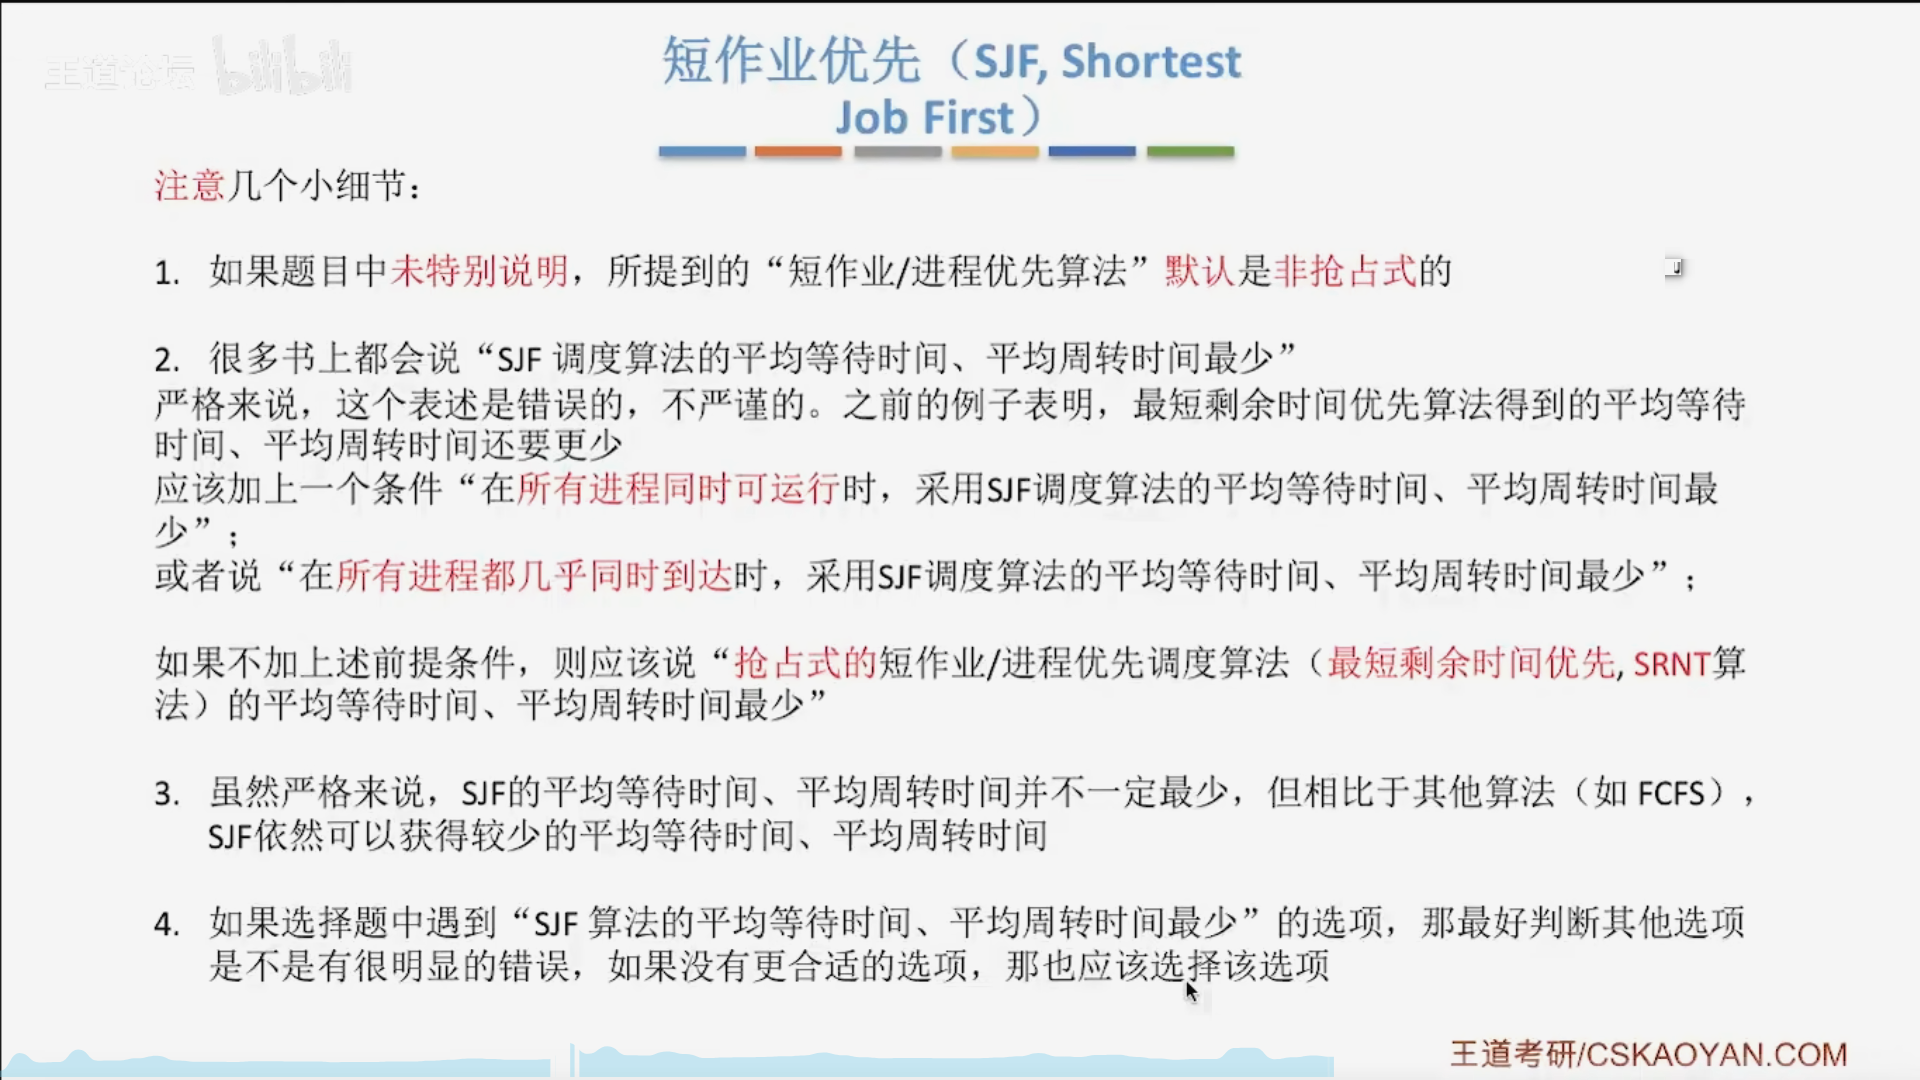 王道论坛 bilibili
短作业优先（SJF, Shortest
Job First）
注意几个小细节：
1. 如果题目中未特别说明，所提到的“短作业/进程优先算法”默认是非抢占式的
2. 很多书上都会说“SJF 调度算法的平均等待时间、平均周转时间最少”
严格来说，这个表述是错误的，不严谨的。之前的例子表明，最短剩余时间优先算法得到的平均等待
时间、平均周转时间还要更少
应该加上一个条件“在所有进程同时可运行时，采用SJF调度算法的平均等待时间、平均周转时间最
少”；
或者说“在所有进程都几乎同时到达时，采用SJF调度算法的平均等待时间、平均周转时间最少”；
如果不加上述前提条件，则应该说“抢占式的短作业/进程优先调度算法（最短剩余时间优先, SRNT算
法）的平均等待时间、平均周转时间最少”
3. 虽然严格来说，SJF的平均等待时间、平均周转时间并不一定最少，但相比于其他算法（如 FCFS），
SJF依然可以获得较少的平均等待时间、平均周转时间
4. 如果选择题中遇到“SJF 算法的平均等待时间、平均周转时间最少”的选项，那最好判断其他选项
是不是有很明显的错误，如果没有更合适的选项，那也应该选择该选项
王道考研/CSKAOYAN.COM